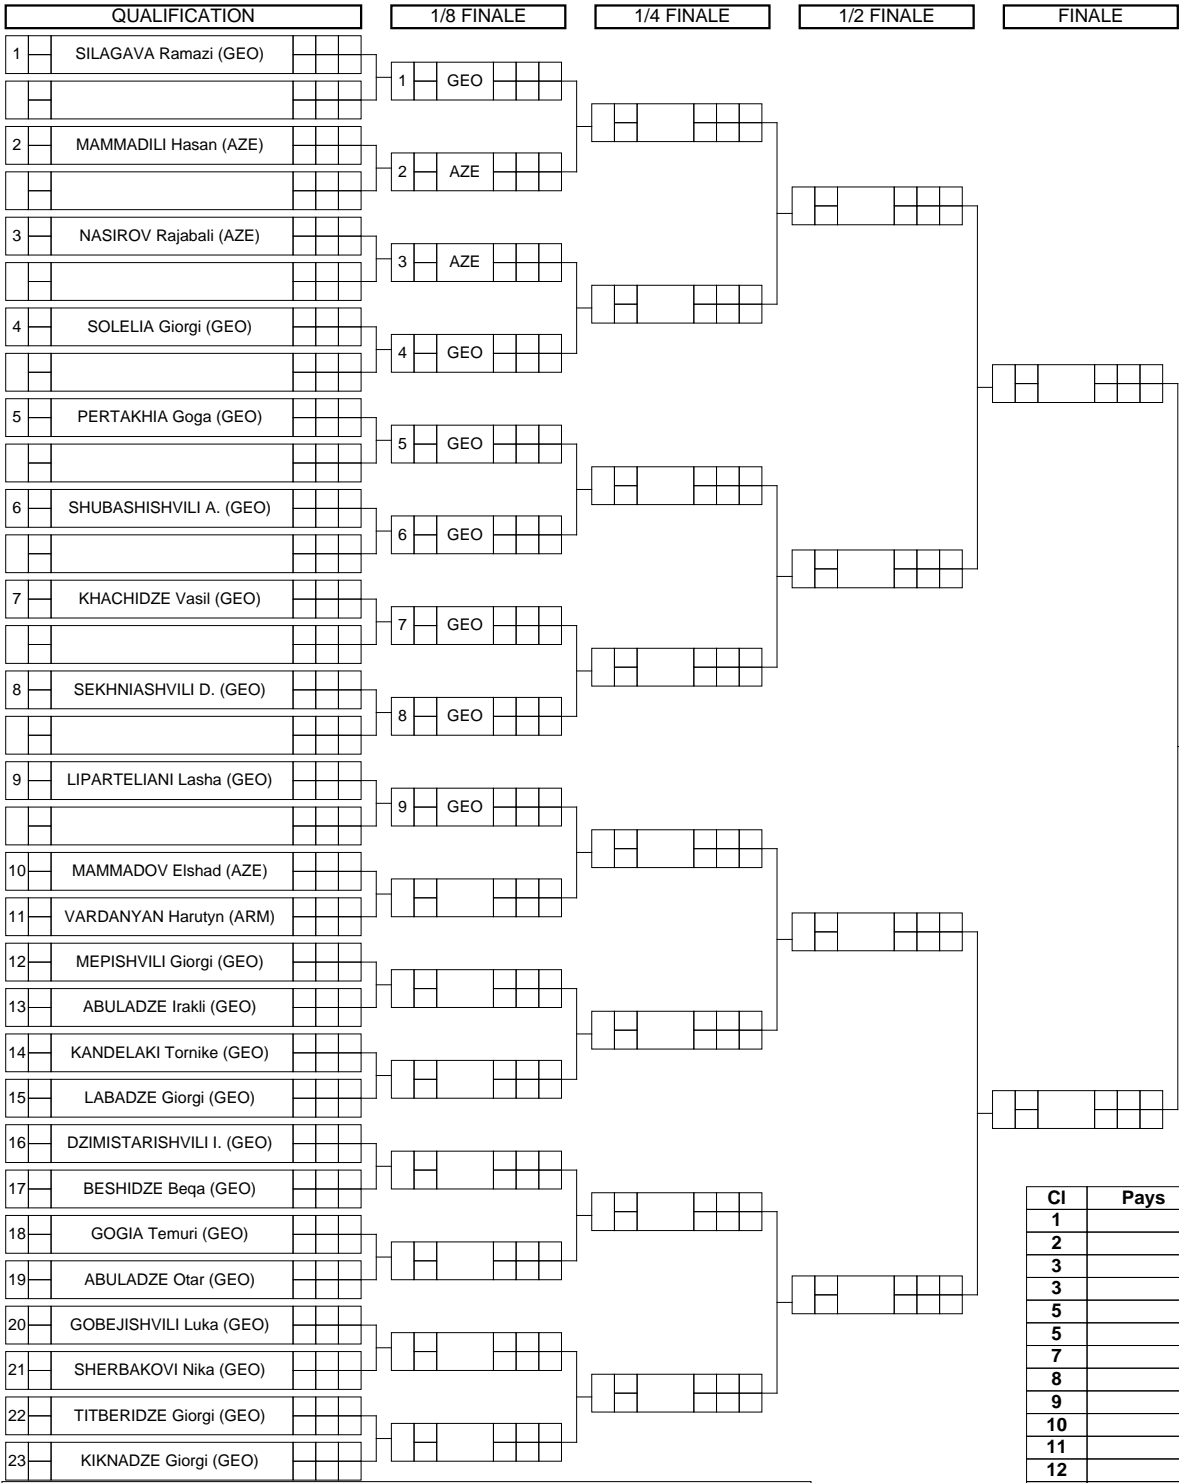 QUALIFICATION 1/8 FINALE 1/4 FINALE 1/2 FINALE FINALE
1 SILAGAVA Ramazi (GEO)
1 GEO
2 MAMMADILI Hasan (AZE)
2 AZE
3 NASIROV Rajabali (AZE)
3 AZE
4 SOLELIA Giorgi (GEO)
4 GEO
5 PERTAKHIA Goga (GEO)
5 GEO
6 SHUBASHISHVILI A. (GEO)
6 GEO
7 KHACHIDZE Vasil (GEO)
7 GEO
8 SEKHNIASHVILI D. (GEO)
8 GEO
9 LIPARTELIANI Lasha (GEO)
9 GEO
10 MAMMADOV Elshad (AZE)
11 VARDANYAN Harutyn (ARM)
12 MEPISHVILI Giorgi (GEO)
13 ABULADZE Irakli (GEO)
14 KANDELAKI Tornike (GEO)
15 LABADZE Giorgi (GEO)
16 DZIMISTARISHVILI I. (GEO)
17 BESHIDZE Beqa (GEO)
18 GOGIA Temuri (GEO)
19 ABULADZE Otar (GEO)
20 GOBEJISHVILI Luka (GEO)
21 SHERBAKOVI Nika (GEO)
22 TITBERIDZE Giorgi (GEO)
23 KIKNADZE Giorgi (GEO)
Cl Pays
1
2
3
3
5
5
7
8
9
10
11
12